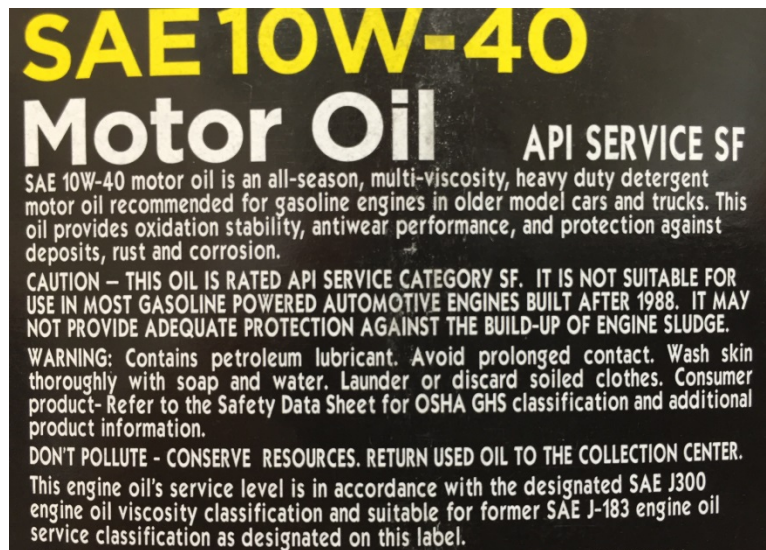 SAE 10W-40
Motor Oil API SERVICE SF
SAE 10W-40 motor oil is an all-season, multi-viscosity, heavy duty detergent
motor oil recommended for gasoline engines in older model cars and trucks. This
oil provides oxidation stability, antiwear performance, and protection against
deposits, rust and corrosion.
CAUTION – THIS OIL IS RATED API SERVICE CATEGORY SF. IT IS NOT SUITABLE FOR
USE IN MOST GASOLINE POWERED AUTOMOTIVE ENGINES BUILT AFTER 1988. IT MAY
NOT PROVIDE ADEQUATE PROTECTION AGAINST THE BUILD-UP OF ENGINE SLUDGE.
WARNING: Contains petroleum lubricant. Avoid prolonged contact. Wash skin
thoroughly with soap and water. Launder or discard soiled clothes. Consumer
product- Refer to the Safety Data Sheet for OSHA GHS classification and additional
product information.
DON'T POLLUTE - CONSERVE RESOURCES. RETURN USED OIL TO THE COLLECTION CENTER.
This engine oil's service level is in accordance with the designated SAE J300
engine oil viscosity classification and suitable for former SAE J-183 engine oil
service classification as designated on this label.